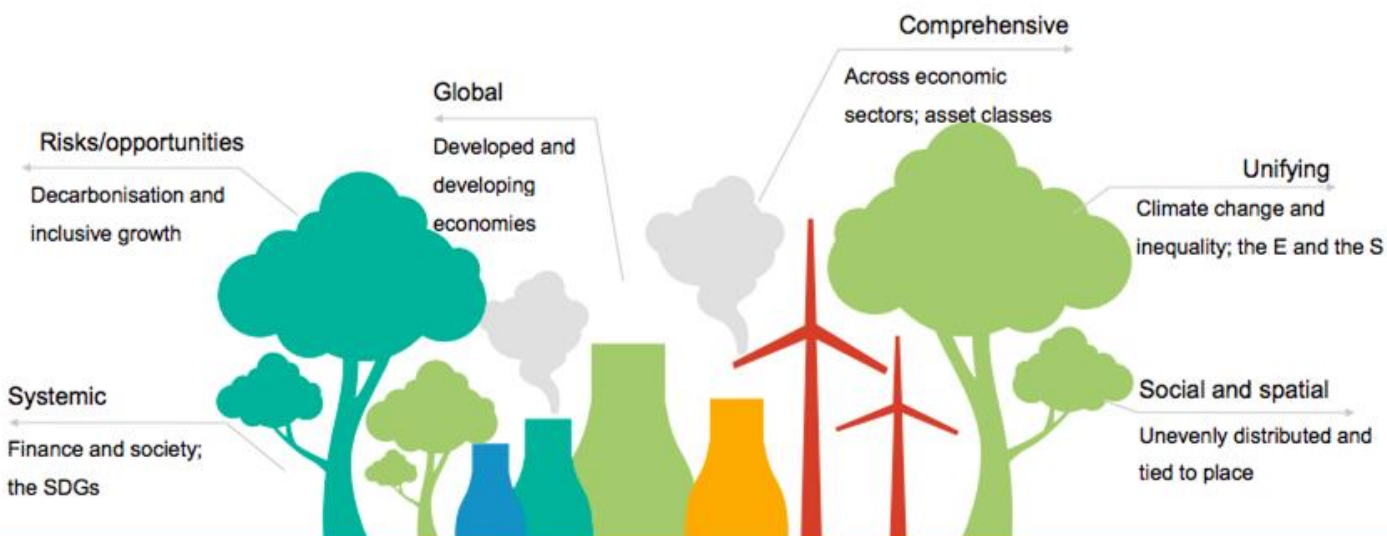 Comprehensive
Across economic
sectors; asset classes
Global
Developed and
developing
economies
Risks/opportunities
Decarbonisation and
inclusive growth
Unifying
Climate change and
inequality; the E and the S
Systemic
Finance and society;
the SDGs
Social and spatial
Unevenly distributed and
tied to place